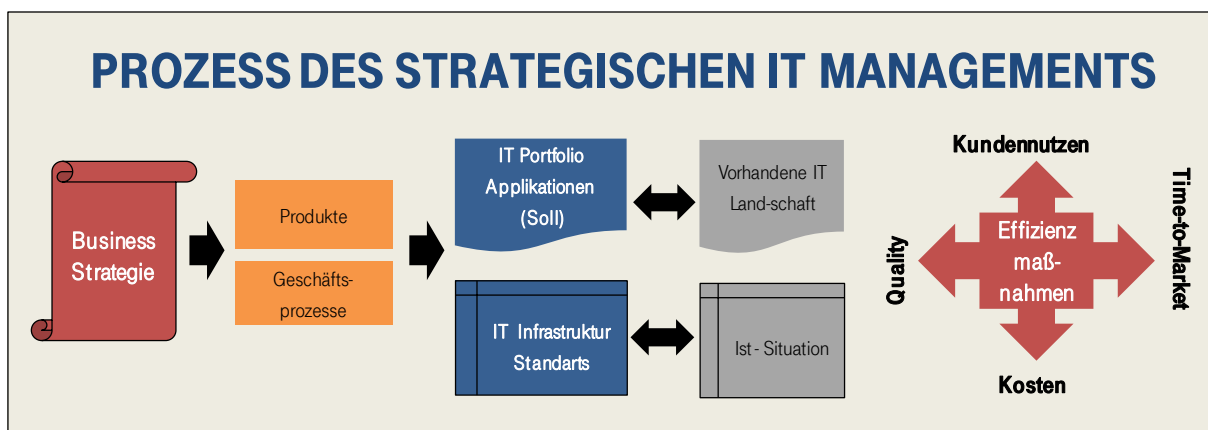 PROZESS DES STRATEGISCHEN IT MANAGEMENTS
Business
Strategie
Produkte
Geschäfts-
prozesse
IT Portfolio
Applikationen
(Soll)
Vorhandene IT
Land-schaft
IT Infrastruktur
Standarts
Ist - Situation
Kundennutzen
Quality
Effizienz
maß-
nahmen
Time-to-Market
Kosten